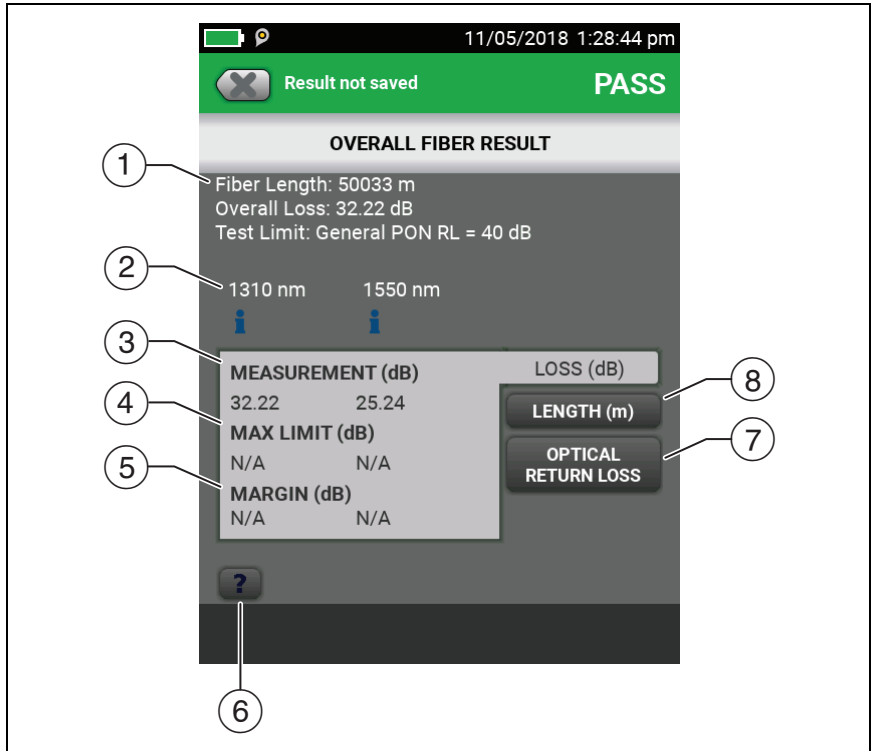 11/05/2018 1:28:44 pm
Result not saved PASS
OVERALL FIBER RESULT
1
Fiber Length: 50033 m
Overall Loss: 32.22 dB
Test Limit: General PON RL = 40 dB
2
1310 nm 1550 nm
i i
3
MEASUREMENT (dB) LOSS (dB)
8
32.22 25.24 LENGTH (m)
4
MAX LIMIT (dB)
7
N/A N/A OPTICAL
RETURN LOSS
5
MARGIN (dB)
N/A N/A
?
6